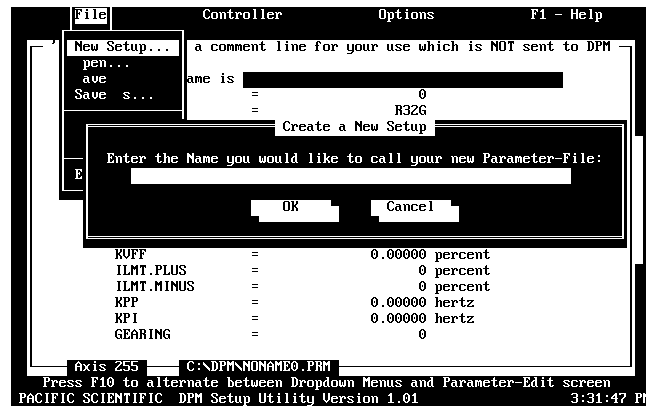 File Controller Options F1 - Help
New Setup... a comment line for your use which is NOT sent to DPM
pen...
ave ame is
Save s... = 0
= R32G
Create a New Setup
Enter the Name you would like to call your new Parameter-File:
E
OK Cancel
KVFF = 0.00000 percent
ILMT.PLUS = 0 percent
ILMT.MINUS = 0 percent
KPP = 0.00000 hertz
KPI = 0.00000 hertz
GEARING = 0
Axis 255 C:\DPM\NONAME0.PRM
Press F10 to alternate between Dropdown Menus and Parameter-Edit screen
PACIFIC SCIENTIFIC DPM Setup Utility Version 1.01 3:31:47 P